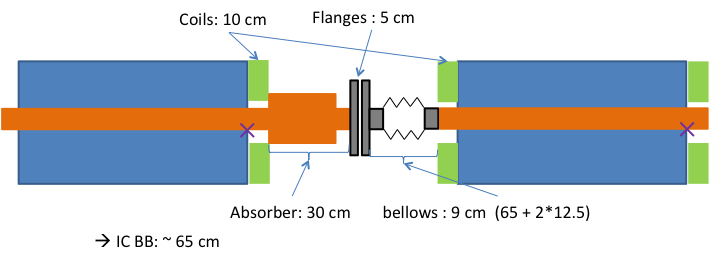 Coils: 10 cm
Flanges : 5 cm
Absorber: 30 cm
bellows : 9 cm  (65 + 2*12.5)
→ IC BB: ~ 65 cm